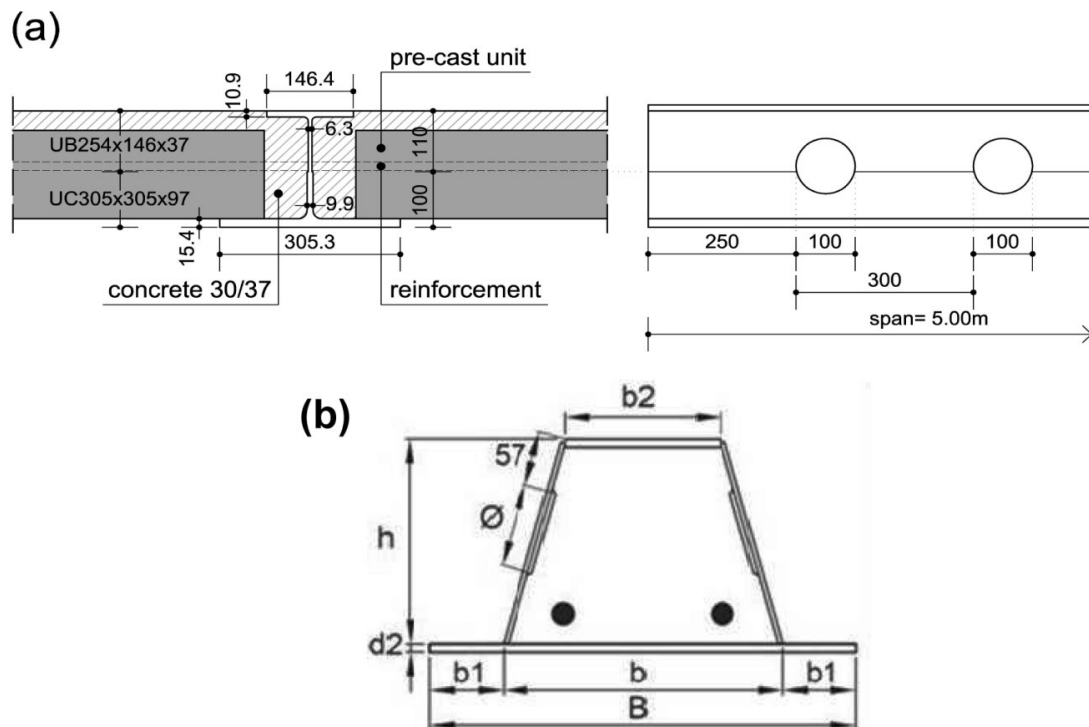 (a)
pre-cast unit
146.4
10.9
6.3
110
UB254x146x37
UC305x305x97
9.9
100
15.4
305.3
concrete 30/37
reinforcement
250
100
100
300
span= 5.00m
(b)
b2
57
Ø
h
d2
b1
b
b1
B